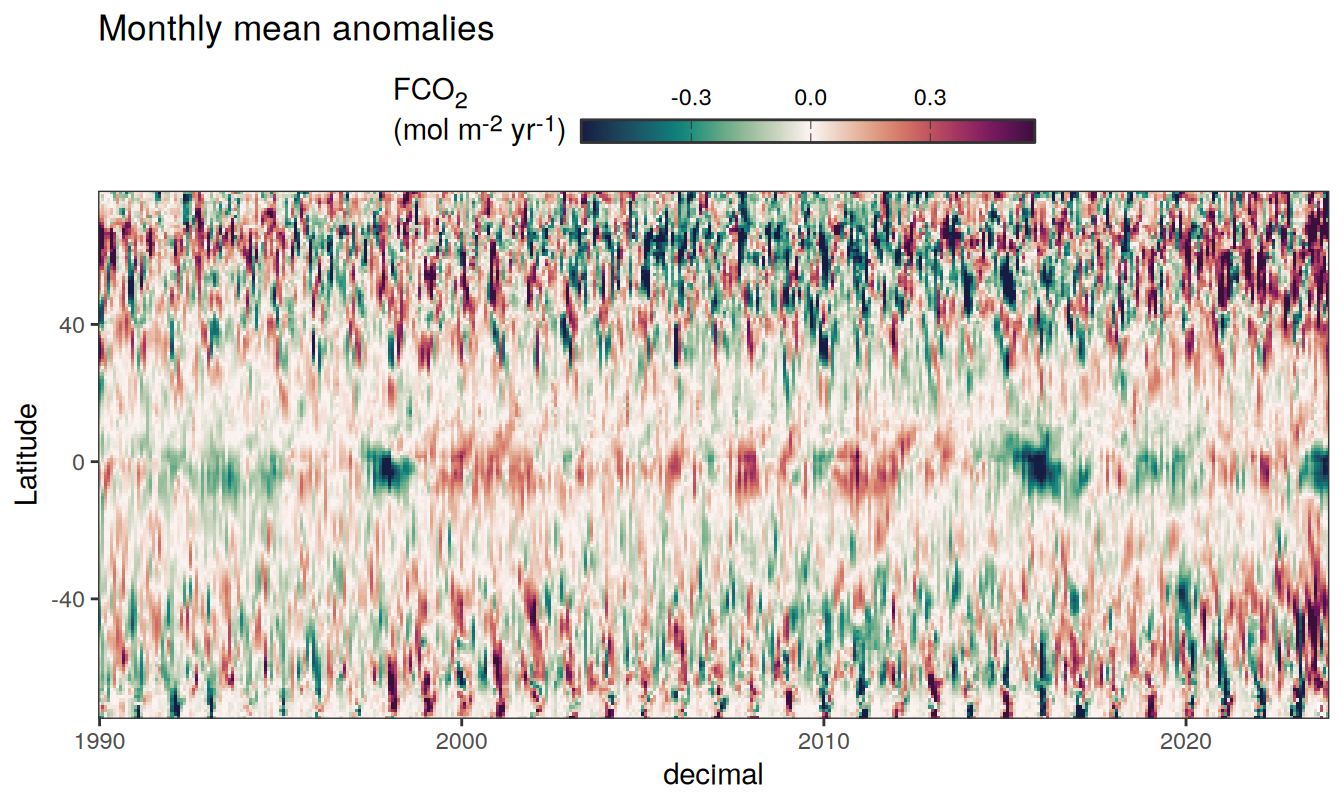 Monthly mean anomalies
FCO₂
(mol m⁻² yr⁻¹)
-0.3 0.0 0.3
Latitude
40
0
-40
1990 2000 2010 2020
decimal